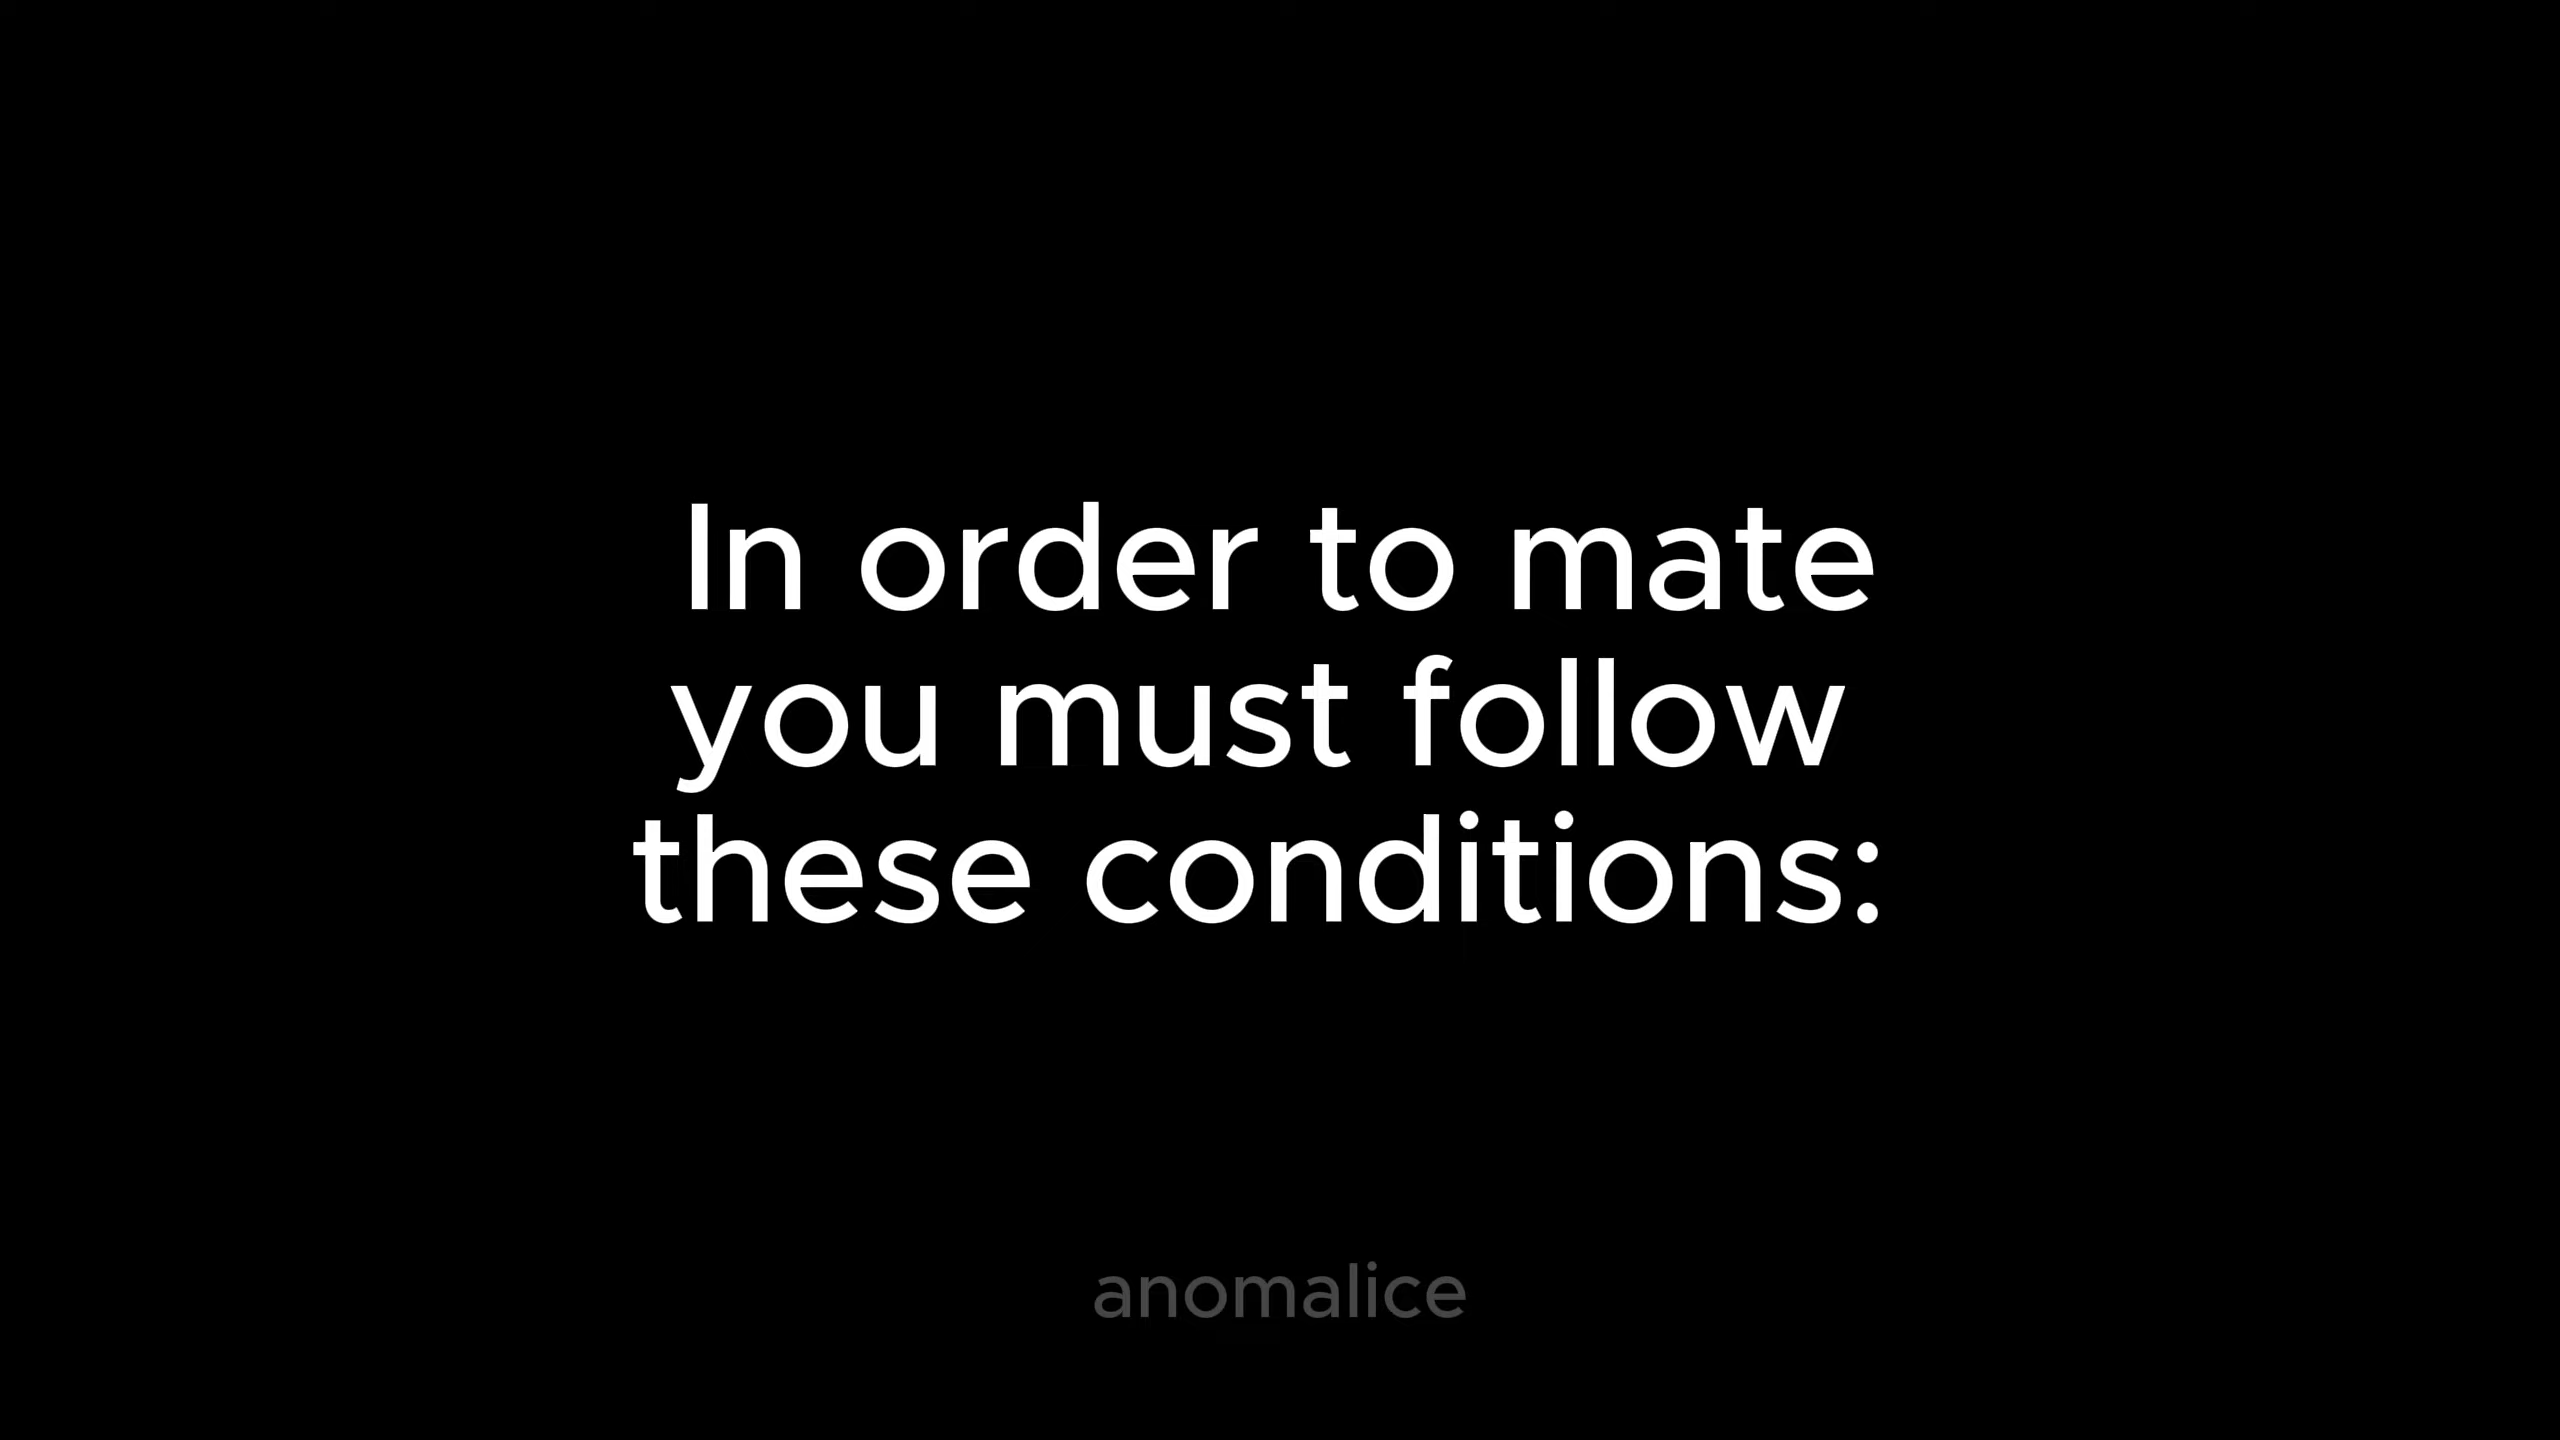 In order to mate
you must follow
these conditions:
anomalice